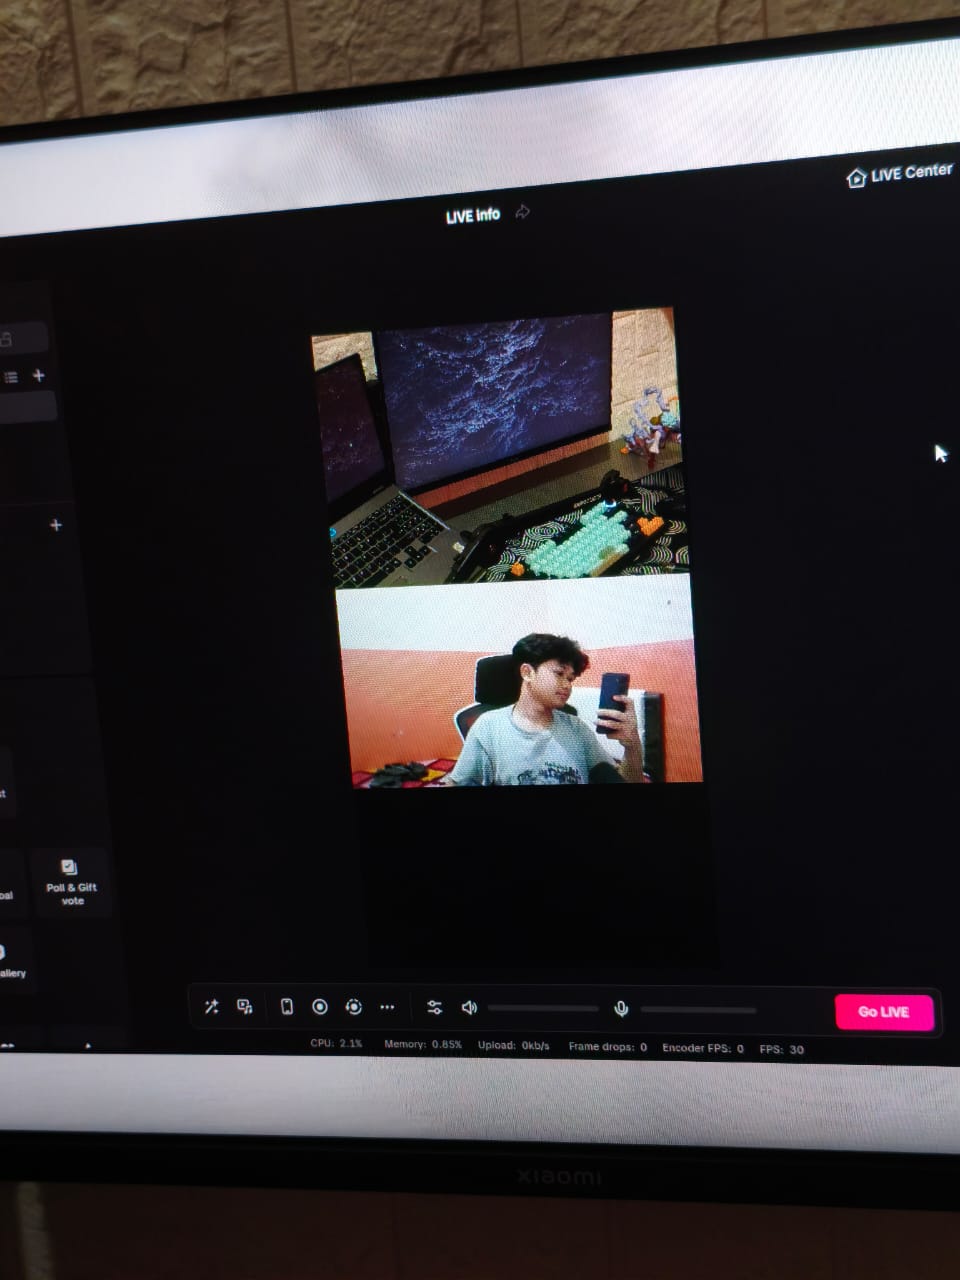 LIVE Center
LIVE info
Poll & Gift
vote
Go LIVE
CPU: 2.1% Memory: 0.85% Upload: 0kb/s Frame drops: 0 Encoder FPS: 0 FPS: 30
xiaomi